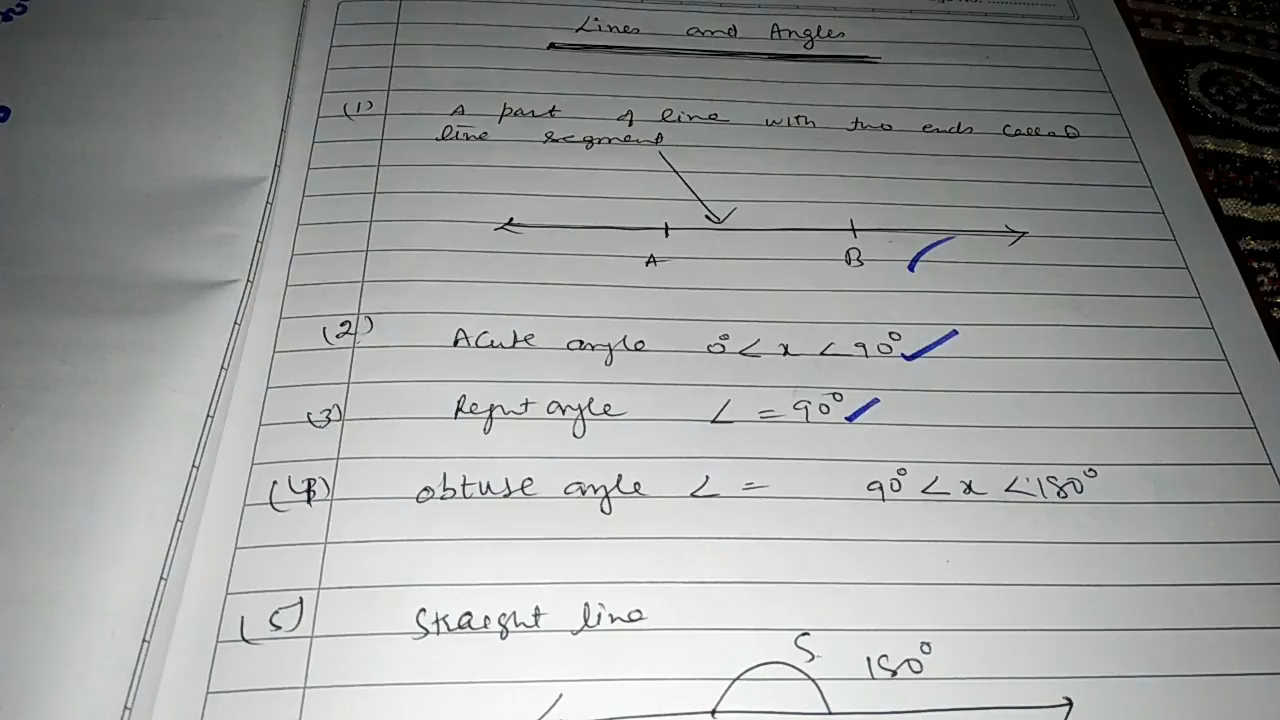 Lines and Angles
(1) A part of line with two ends called
line segment
A B
(2) Acute angle 0° < x < 90°
(3) Reght angle ∠ = 90°
(4) obtuse angle ∠ = 90° < x < 180°
(5) Straight line
S 180°